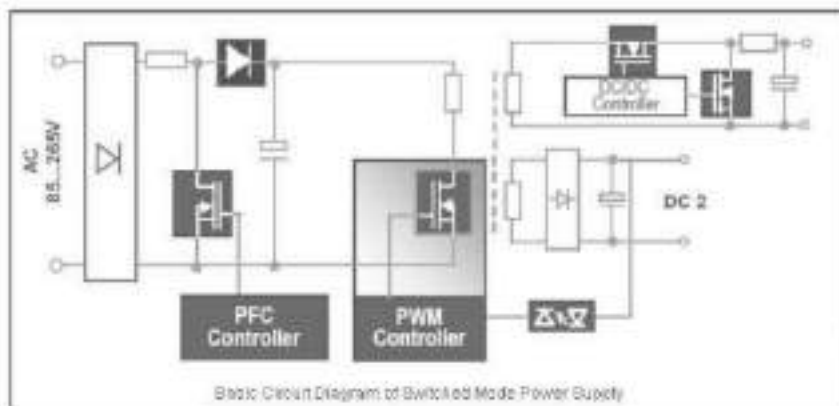 AC
85...265V
DC/DC
Controller
DC 2
PFC
Controller
PWM
Controller
Basic Circuit Diagram of Switched Mode Power Supply